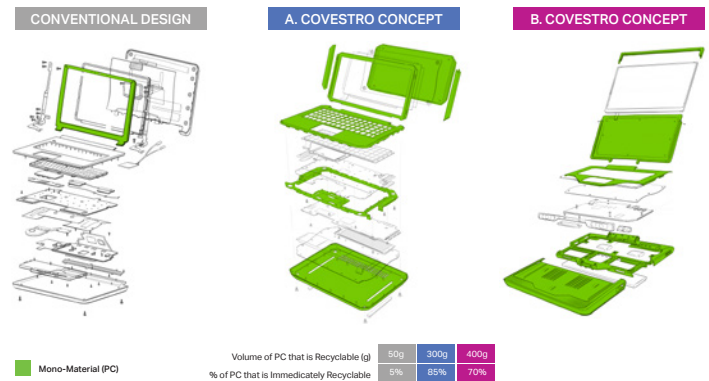 CONVENTIONAL DESIGN
A. COVESTRO CONCEPT
B. COVESTRO CONCEPT
Mono-Material (PC)
Volume of PC that is Recyclable (g) 50g 300g 400g
% of PC that is Immedicately Recyclable 5% 85% 70%